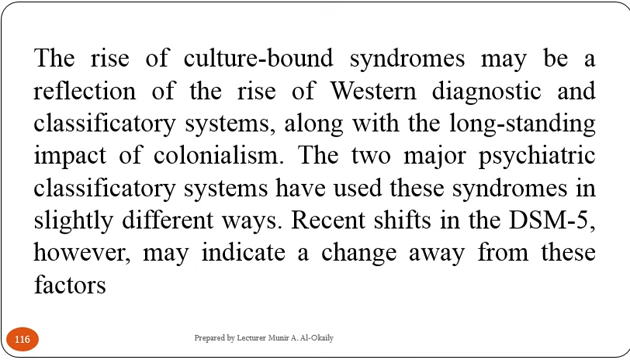 The rise of culture-bound syndromes may be a
reflection of the rise of Western diagnostic and
classificatory systems, along with the long-standing
impact of colonialism. The two major psychiatric
classificatory systems have used these syndromes in
slightly different ways. Recent shifts in the DSM-5,
however, may indicate a change away from these
factors
116
Prepared by Lecturer Munir A. Al-Okaily